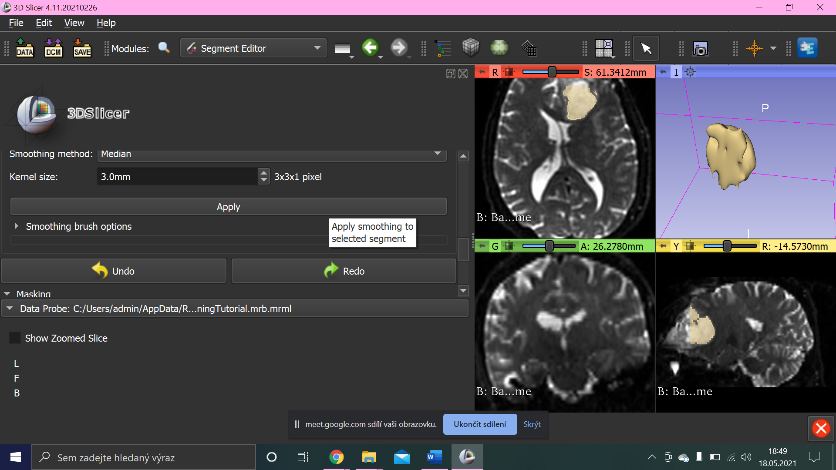 3D Slicer 4.11.20210226
File Edit View Help
DATA DCM SAVE Modules: Segment Editor
3DSlicer
Smoothing method: Median
Kernel size: 3.0mm 3x3x1 pixel
Apply
Smoothing brush options
Apply smoothing to
selected segment
Undo Redo
Masking
Data Probe: C:/Users/admin/AppData/R...ningTutorial.mrb.mrml
Show Zoomed Slice
L
F
B
R S: 61.3412mm
B: Ba...me
1
P
I
G A: 26.2780mm
B: Ba...me
Y R: -14.5730mm
B: Ba...me
meet.google.com sdílí vaši obrazovku. Ukončit sdílení Skrýt
Sem zadejte hledaný výraz
18:49
18.05.2021